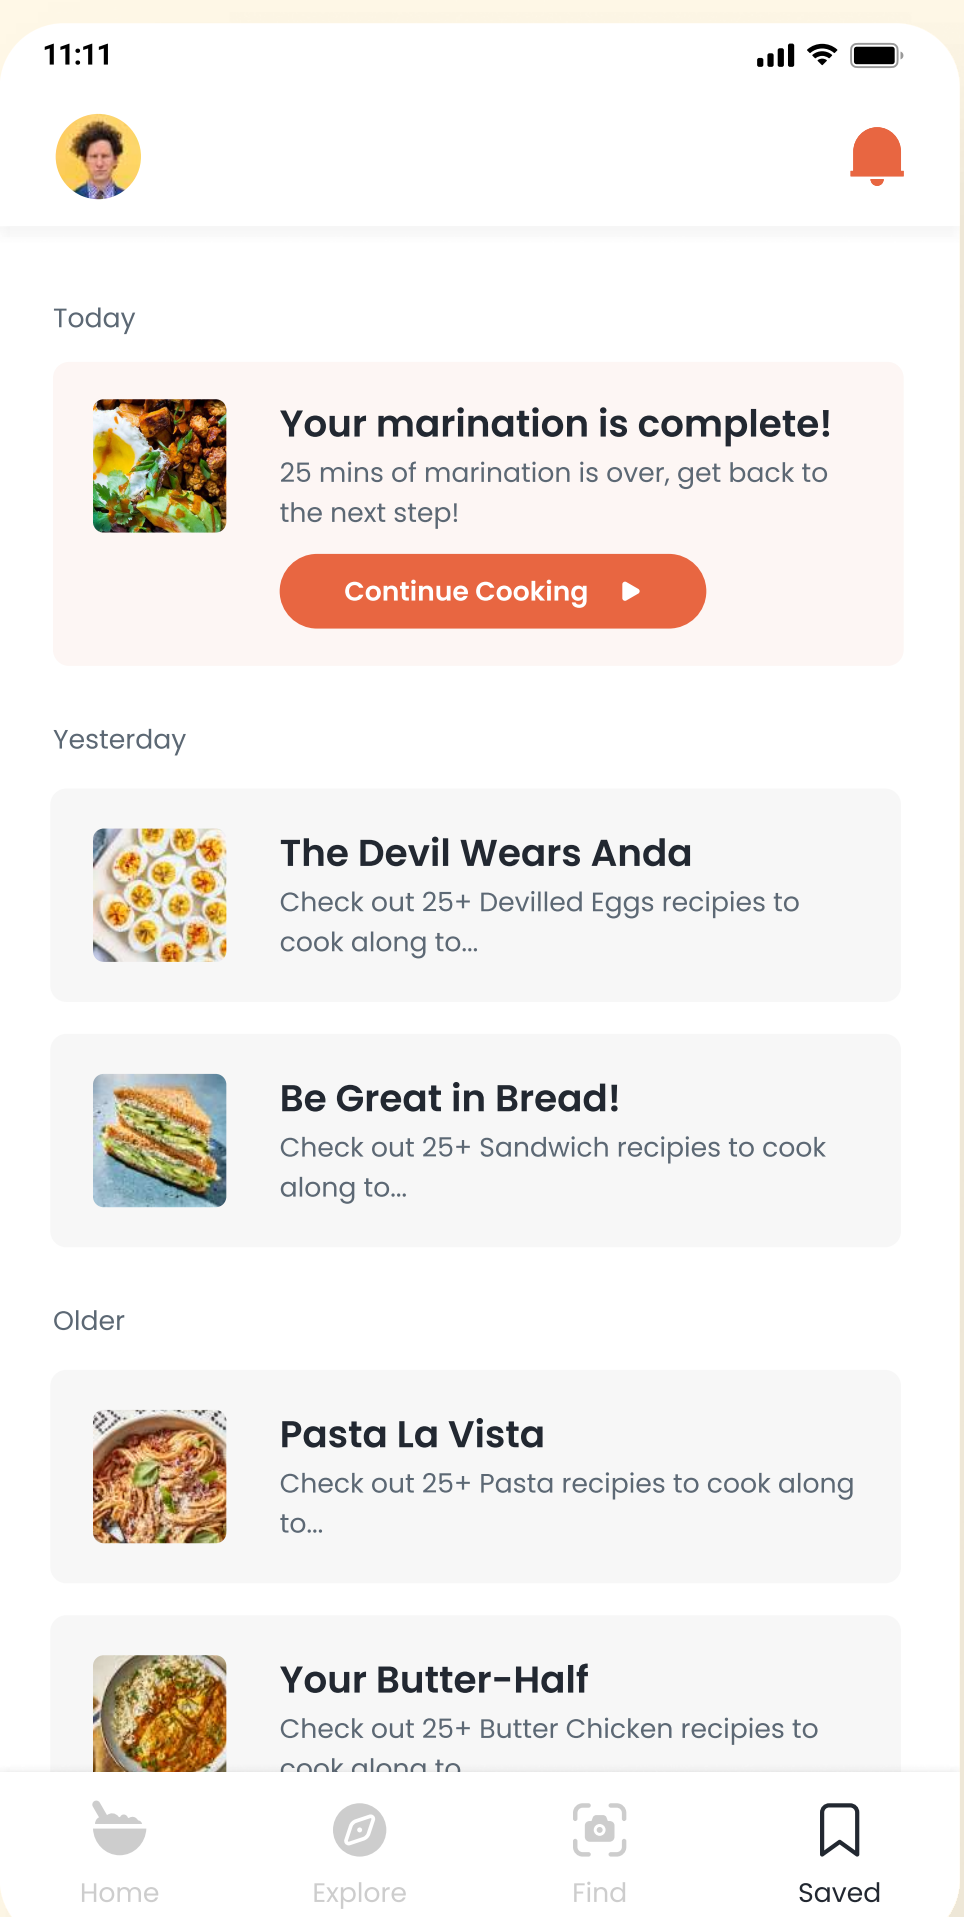 11:11
Today
Your marination is complete!
25 mins of marination is over, get back to
the next step!
Continue Cooking
Yesterday
The Devil Wears Anda
Check out 25+ Devilled Eggs recipies to
cook along to...
Be Great in Bread!
Check out 25+ Sandwich recipies to cook
along to...
Older
Pasta La Vista
Check out 25+ Pasta recipies to cook along
to...
Your Butter-Half
Check out 25+ Butter Chicken recipies to
cook along to
Home
Explore
Find
Saved